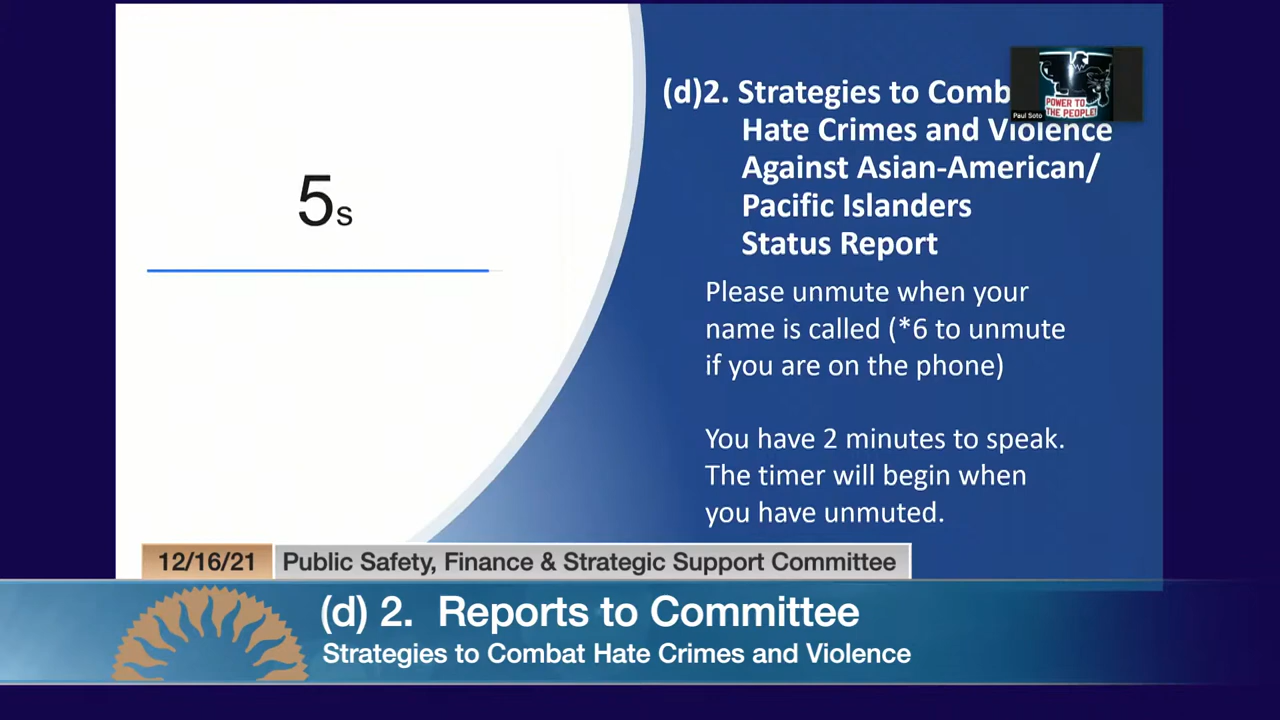 5s
(d)2. Strategies to Comb
Hate Crimes and Violence
Against Asian-American/
Pacific Islanders
Status Report
POWER TO
THE PEOPLE!
Paul Soto
Please unmute when your
name is called (*6 to unmute
if you are on the phone)
You have 2 minutes to speak.
The timer will begin when
you have unmuted.
12/16/21 Public Safety, Finance & Strategic Support Committee
(d) 2. Reports to Committee
Strategies to Combat Hate Crimes and Violence